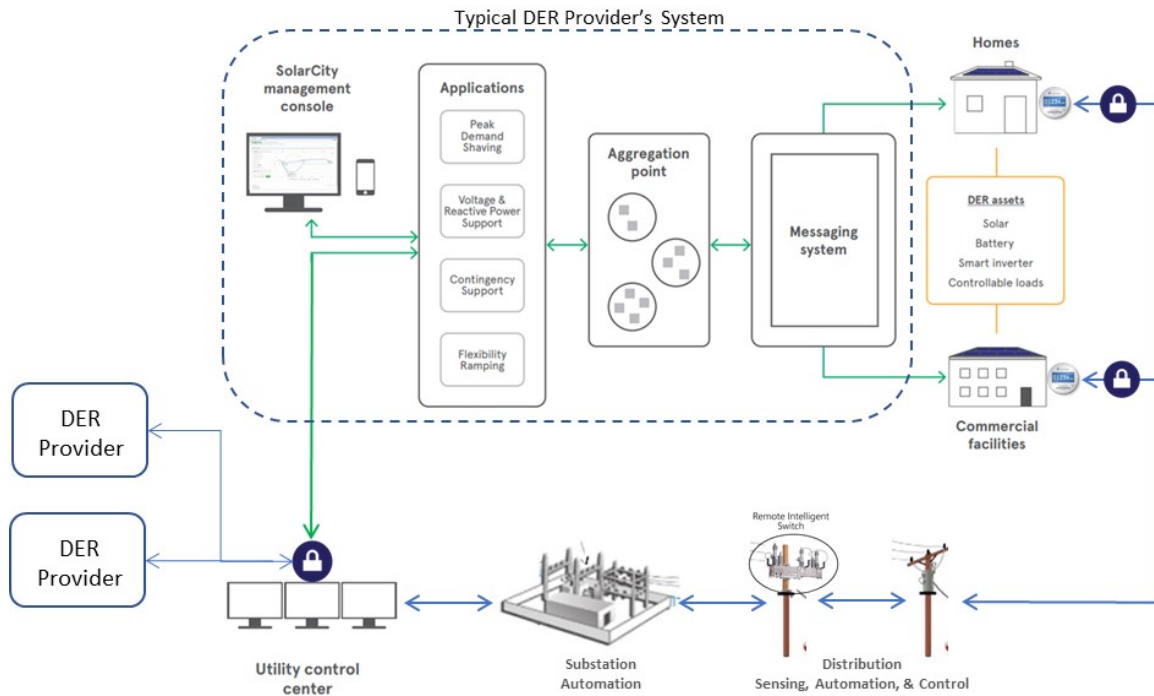 Typical DER Provider's System
SolarCity
management
console
Applications
Peak
Demand
Shaving
Voltage &
Reactive Power
Support
Contingency
Support
Flexibility
Ramping
Aggregation
point
Messaging
system
Homes
DER assets
Solar
Battery
Smart inverter
Controllable loads
Commercial
facilities
DER
Provider
DER
Provider
Utility control
center
Substation
Automation
Remote Intelligent
Switch
Distribution
Sensing, Automation, & Control